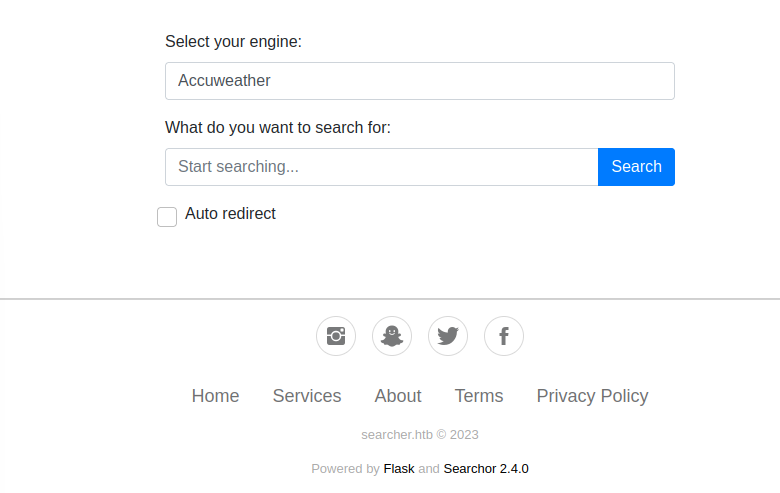 Select your engine:
Accuweather
What do you want to search for:
Start searching...
Search
Auto redirect
Home Services About Terms Privacy Policy
searcher.htb © 2023
Powered by Flask and Searchor 2.4.0